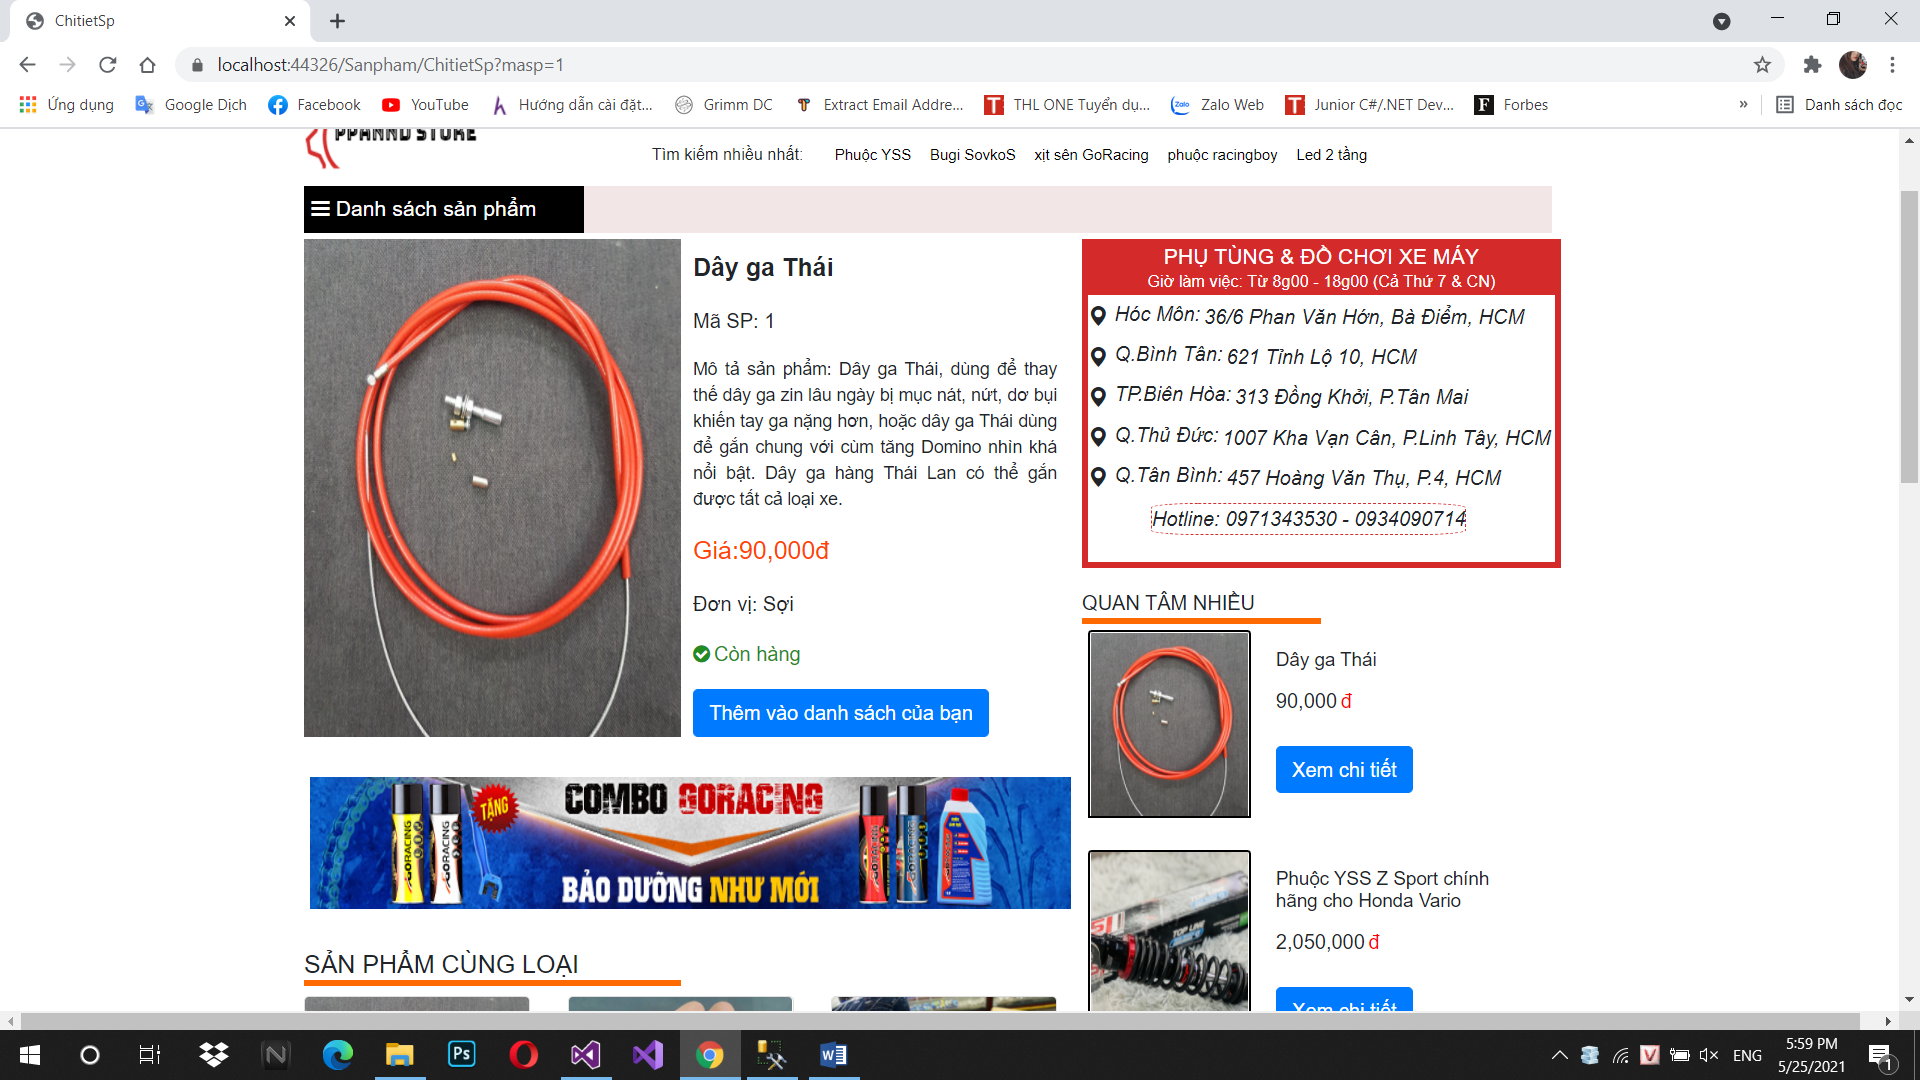 ChitietSp
localhost:44326/Sanpham/ChitietSp?masp=1
Ứng dụng
Google Dịch
Facebook
YouTube
Hướng dẫn cài đặt...
Grimm DC
Extract Email Addre...
THL ONE Tuyển dụ...
Zalo Web
Junior C#/.NET Dev...
Forbes
»
Danh sách đọc
PPANND STORE
Tìm kiếm nhiều nhất:
Phuộc YSS
Bugi SovkoS
xịt sên GoRacing
phuộc racingboy
Led 2 tầng
Danh sách sản phẩm
Dây ga Thái
Mã SP: 1
Mô tả sản phẩm: Dây ga Thái, dùng để thay
thế dây ga zin lâu ngày bị mục nát, nứt, dơ bụi
khiến tay ga nặng hơn, hoặc dây ga Thái dùng
để gắn chung với cùm tăng Domino nhìn khá
nổi bật. Dây ga hàng Thái Lan có thể gắn
được tất cả loại xe.
Giá:90,000đ
Đơn vị: Sợi
Còn hàng
Thêm vào danh sách của bạn
PHỤ TÙNG & ĐỒ CHƠI XE MÁY
Giờ làm việc: Từ 8g00 - 18g00 (Cả Thứ 7 & CN)
Hóc Môn: 36/6 Phan Văn Hớn, Bà Điểm, HCM
Q.Bình Tân: 621 Tỉnh Lộ 10, HCM
TP.Biên Hòa: 313 Đồng Khởi, P.Tân Mai
Q.Thủ Đức: 1007 Kha Vạn Cân, P.Linh Tây, HCM
Q.Tân Bình: 457 Hoàng Văn Thụ, P.4, HCM
Hotline: 0971343530 - 0934090714
QUAN TÂM NHIỀU
Dây ga Thái
90,000 đ
Xem chi tiết
TẶNG
COMBO GORACING
GORACING
GORACING
BẢO DƯỠNG NHƯ MỚI
Phuộc YSS Z Sport chính
hãng cho Honda Vario
2,050,000 đ
Xem chi tiết
TOP LINE
SẢN PHẨM CÙNG LOẠI
Ps
ENG
5:59 PM
5/25/2021
1